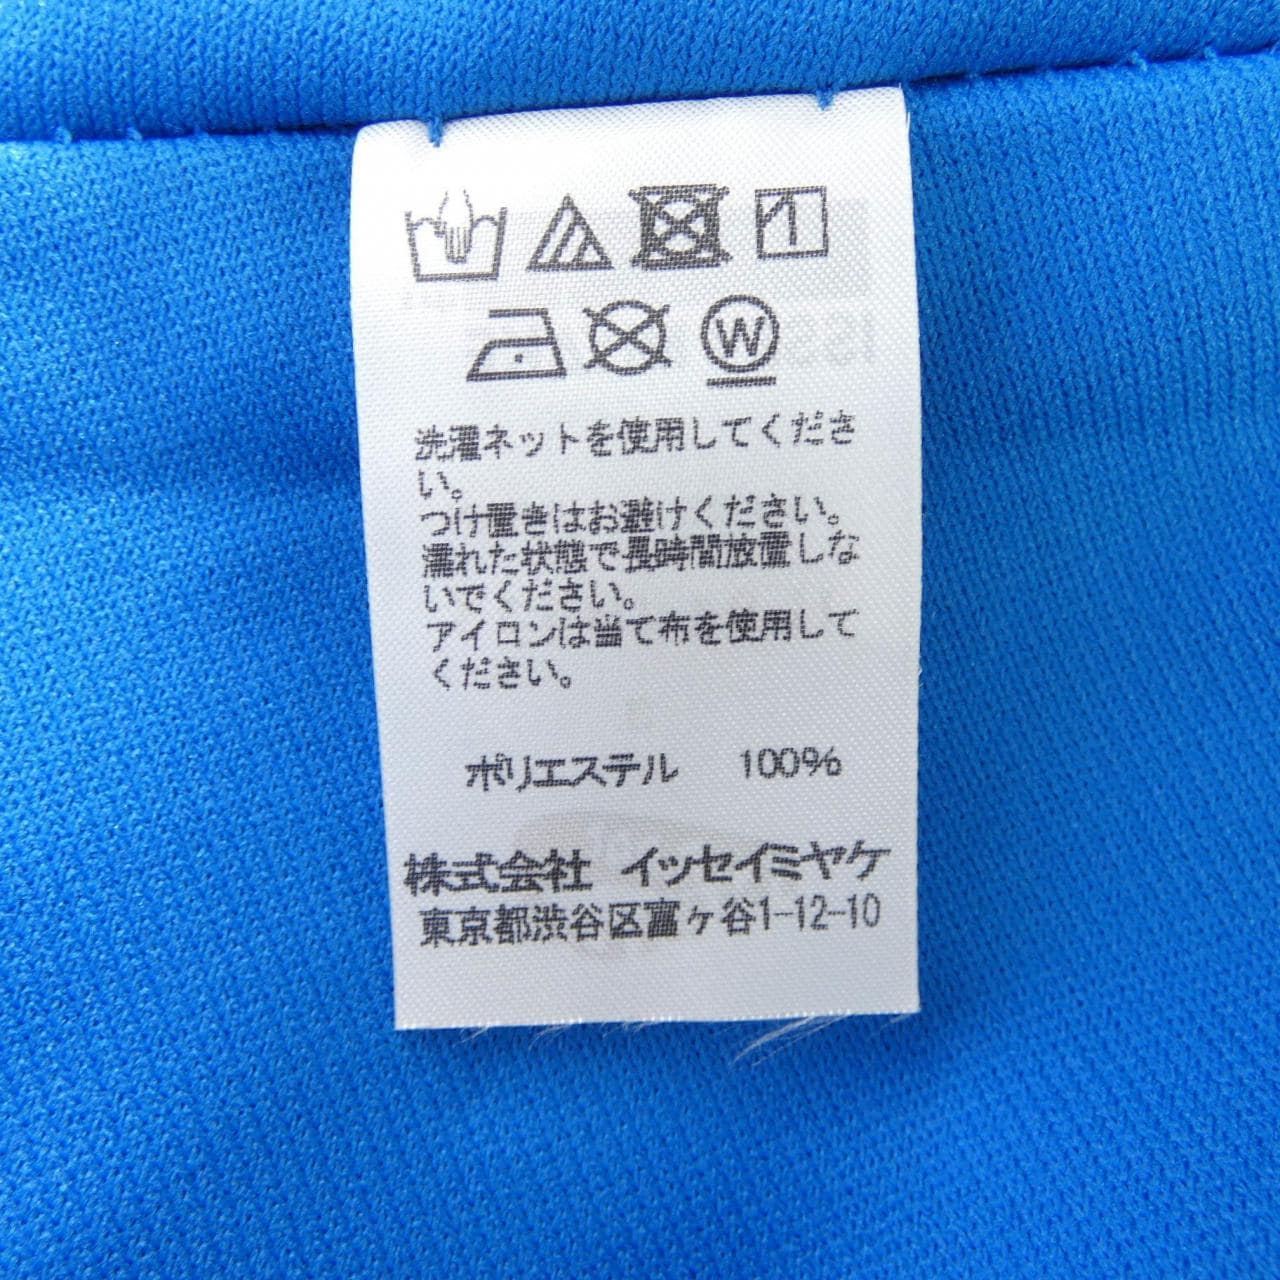 W
洗濯ネットを使用してくださ
い。
つけ置きはお避けください。
濡れた状態で長時間放置しな
いでください。
アイロンは当て布を使用して
ください。
ポリエステル 100%
株式会社 イッセイミヤケ
東京都渋谷区富ヶ谷1-12-10